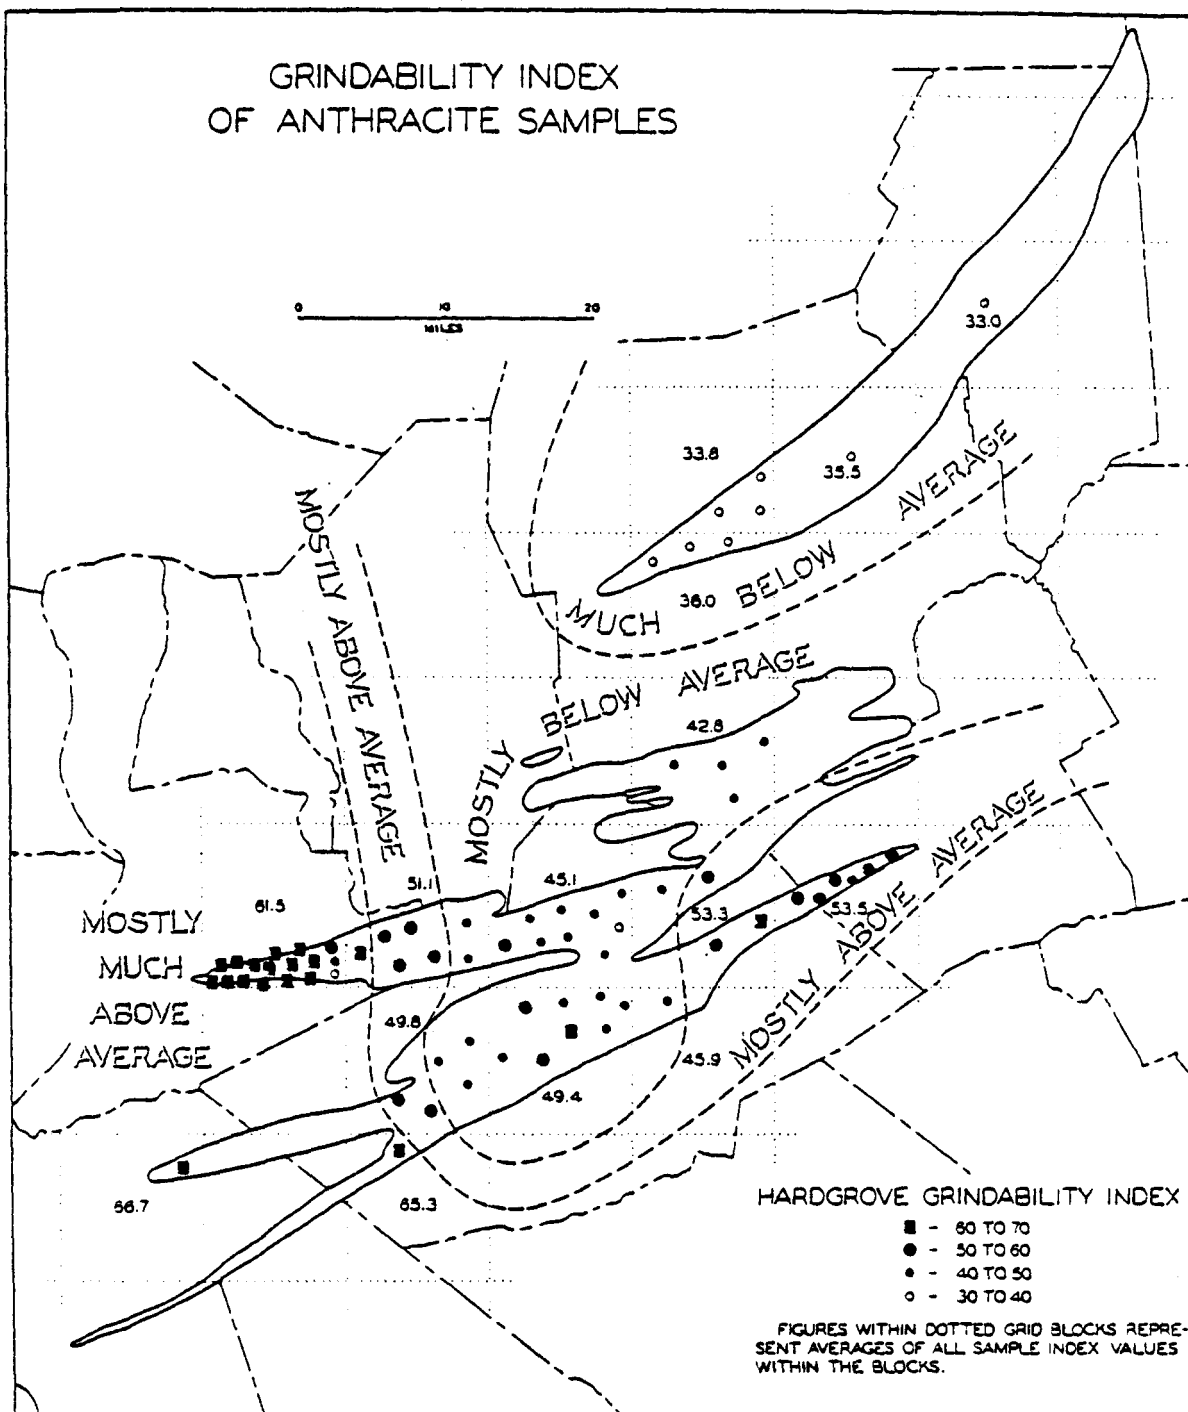 GRINDABILITY INDEX
OF ANTHRACITE SAMPLES
0 10 20
MILES
33.0
33.8
35.5
AVERAGE
BELOW
MUCH
36.0
MOSTLY ABOVE AVERAGE
MOSTLY BELOW AVERAGE
42.8
51.1
45.1
61.5
MOSTLY
MUCH
ABOVE
AVERAGE
53.3
53.5
MOSTLY ABOVE AVERAGE
49.8
45.9
49.4
66.7
65.3
HARDGROVE GRINDABILITY INDEX
■ - 60 TO 70
● - 50 TO 60
• - 40 TO 50
○ - 30 TO 40
FIGURES WITHIN DOTTED GRID BLOCKS REPRE-
SENT AVERAGES OF ALL SAMPLE INDEX VALUES
WITHIN THE BLOCKS.